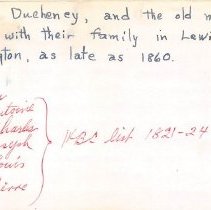 Ducheney, and the old m
with their family in Lewi
gton, as late as 1860.
Charles
Joseph
Louis
Pierre
HBC list 1821-24